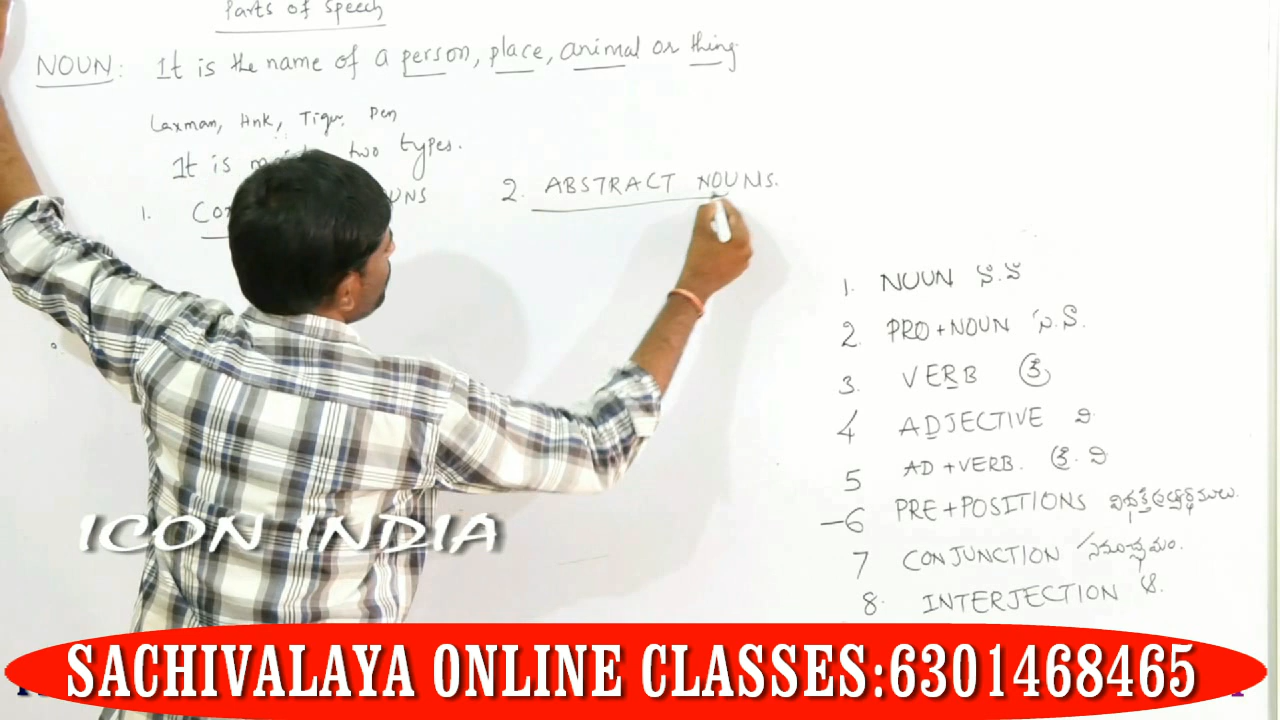 Parts of Speech
NOUN: It is the name of a person, place, animal or thing.
Laxman, Hnk, Tiger, Pen
It is two types.
1. UNS
2. ABSTRACT NOUNS.
1. NOUN నా.వా
2. PRO+NOUN స.నా.
3. VERB క్రి
4 ADJECTIVE వి
5 AD+VERB. క్రి. వి
-6 PRE+POSITIONS
7 CONJUNCTION
8. INTERJECTION
ICON INDIA
SACHIVALAYA ONLINE CLASSES:6301468465